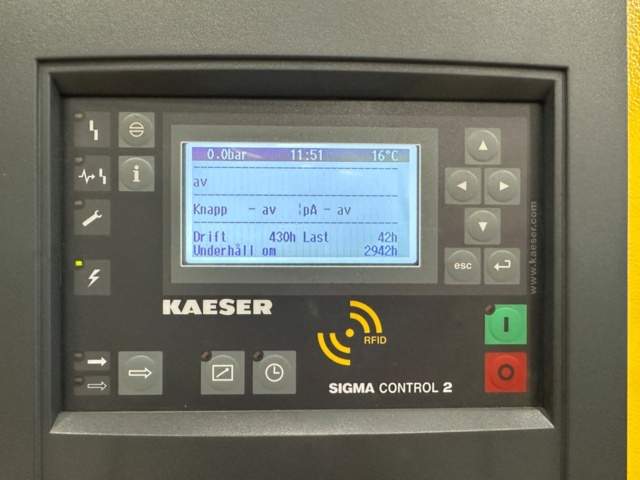 0.0bar 11:51 16°C
av
Knapp - av ¦pA - av
Drift 430h Last 42h
Underhåll om 2942h
i
esc
www.kaeser.com
KAESER
RFID
I
O
SIGMA CONTROL 2